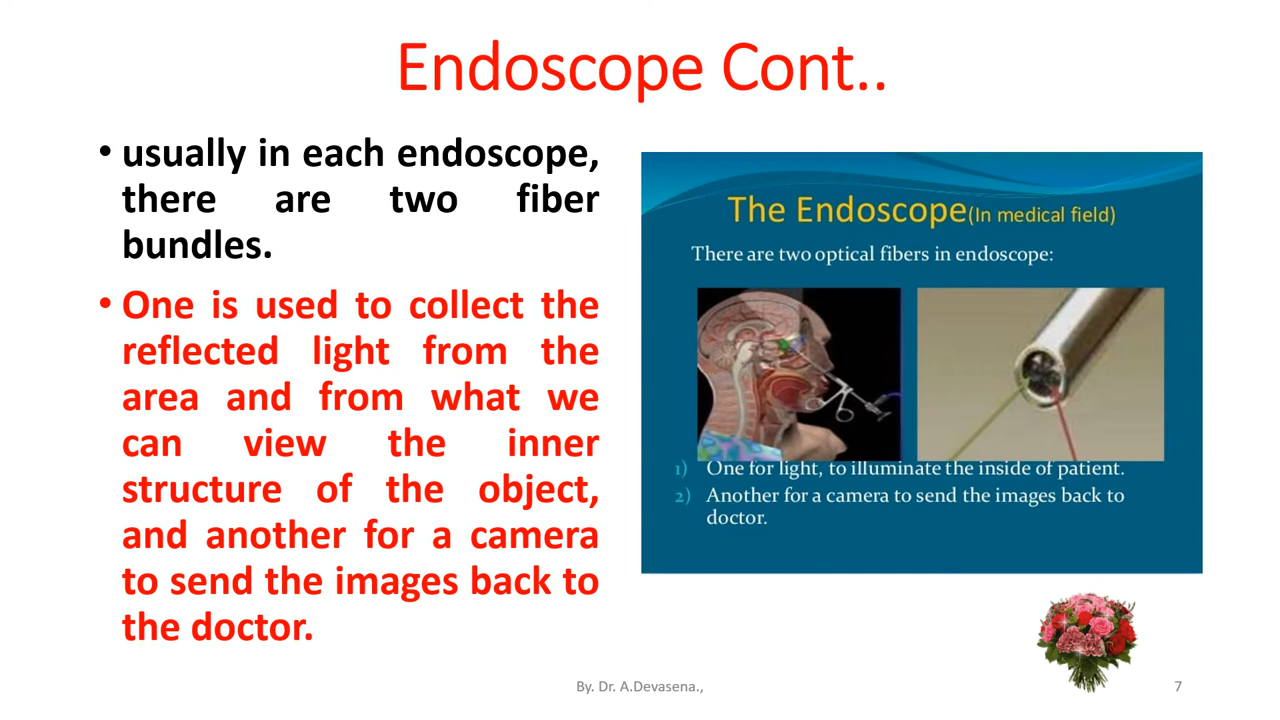 Endoscope Cont..
• usually in each endoscope,
there are two fiber
bundles.
• One is used to collect the
reflected light from the
area and from what we
can view the inner
structure of the object,
and another for a camera
to send the images back to
the doctor.
The Endoscope(In medical field)
There are two optical fibers in endoscope:
1) One for light, to illuminate the inside of patient.
2) Another for a camera to send the images back to
doctor.
By. Dr. A.Devasena.,
7